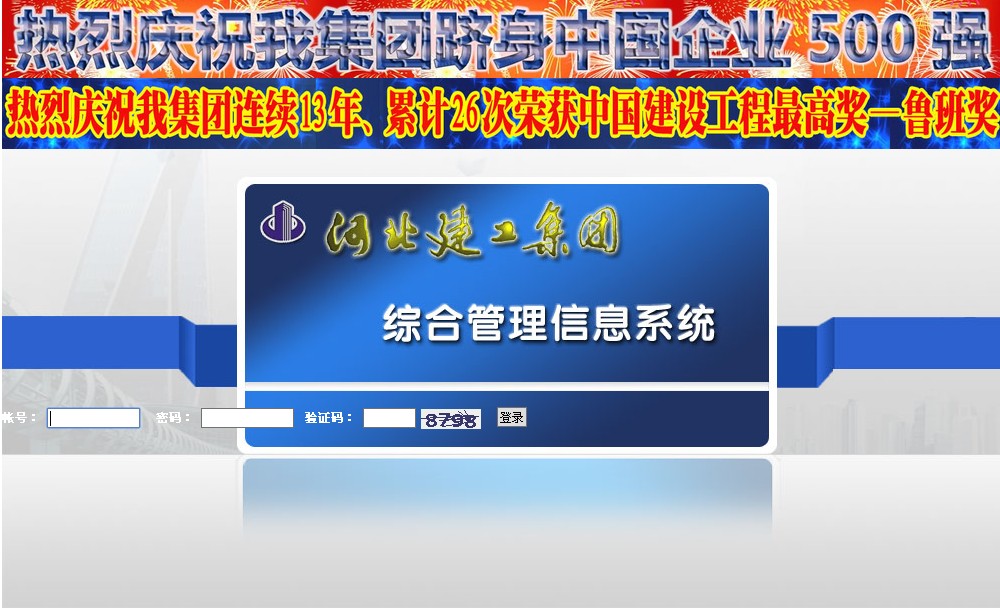 热烈庆祝我集团跻身中国企业 500 强
热烈庆祝我集团连续13年、累计26次荣获中国建设工程最高奖—鲁班奖
河北建工集团
综合管理信息系统
帐号： 密码： 验证码： 8798 登录